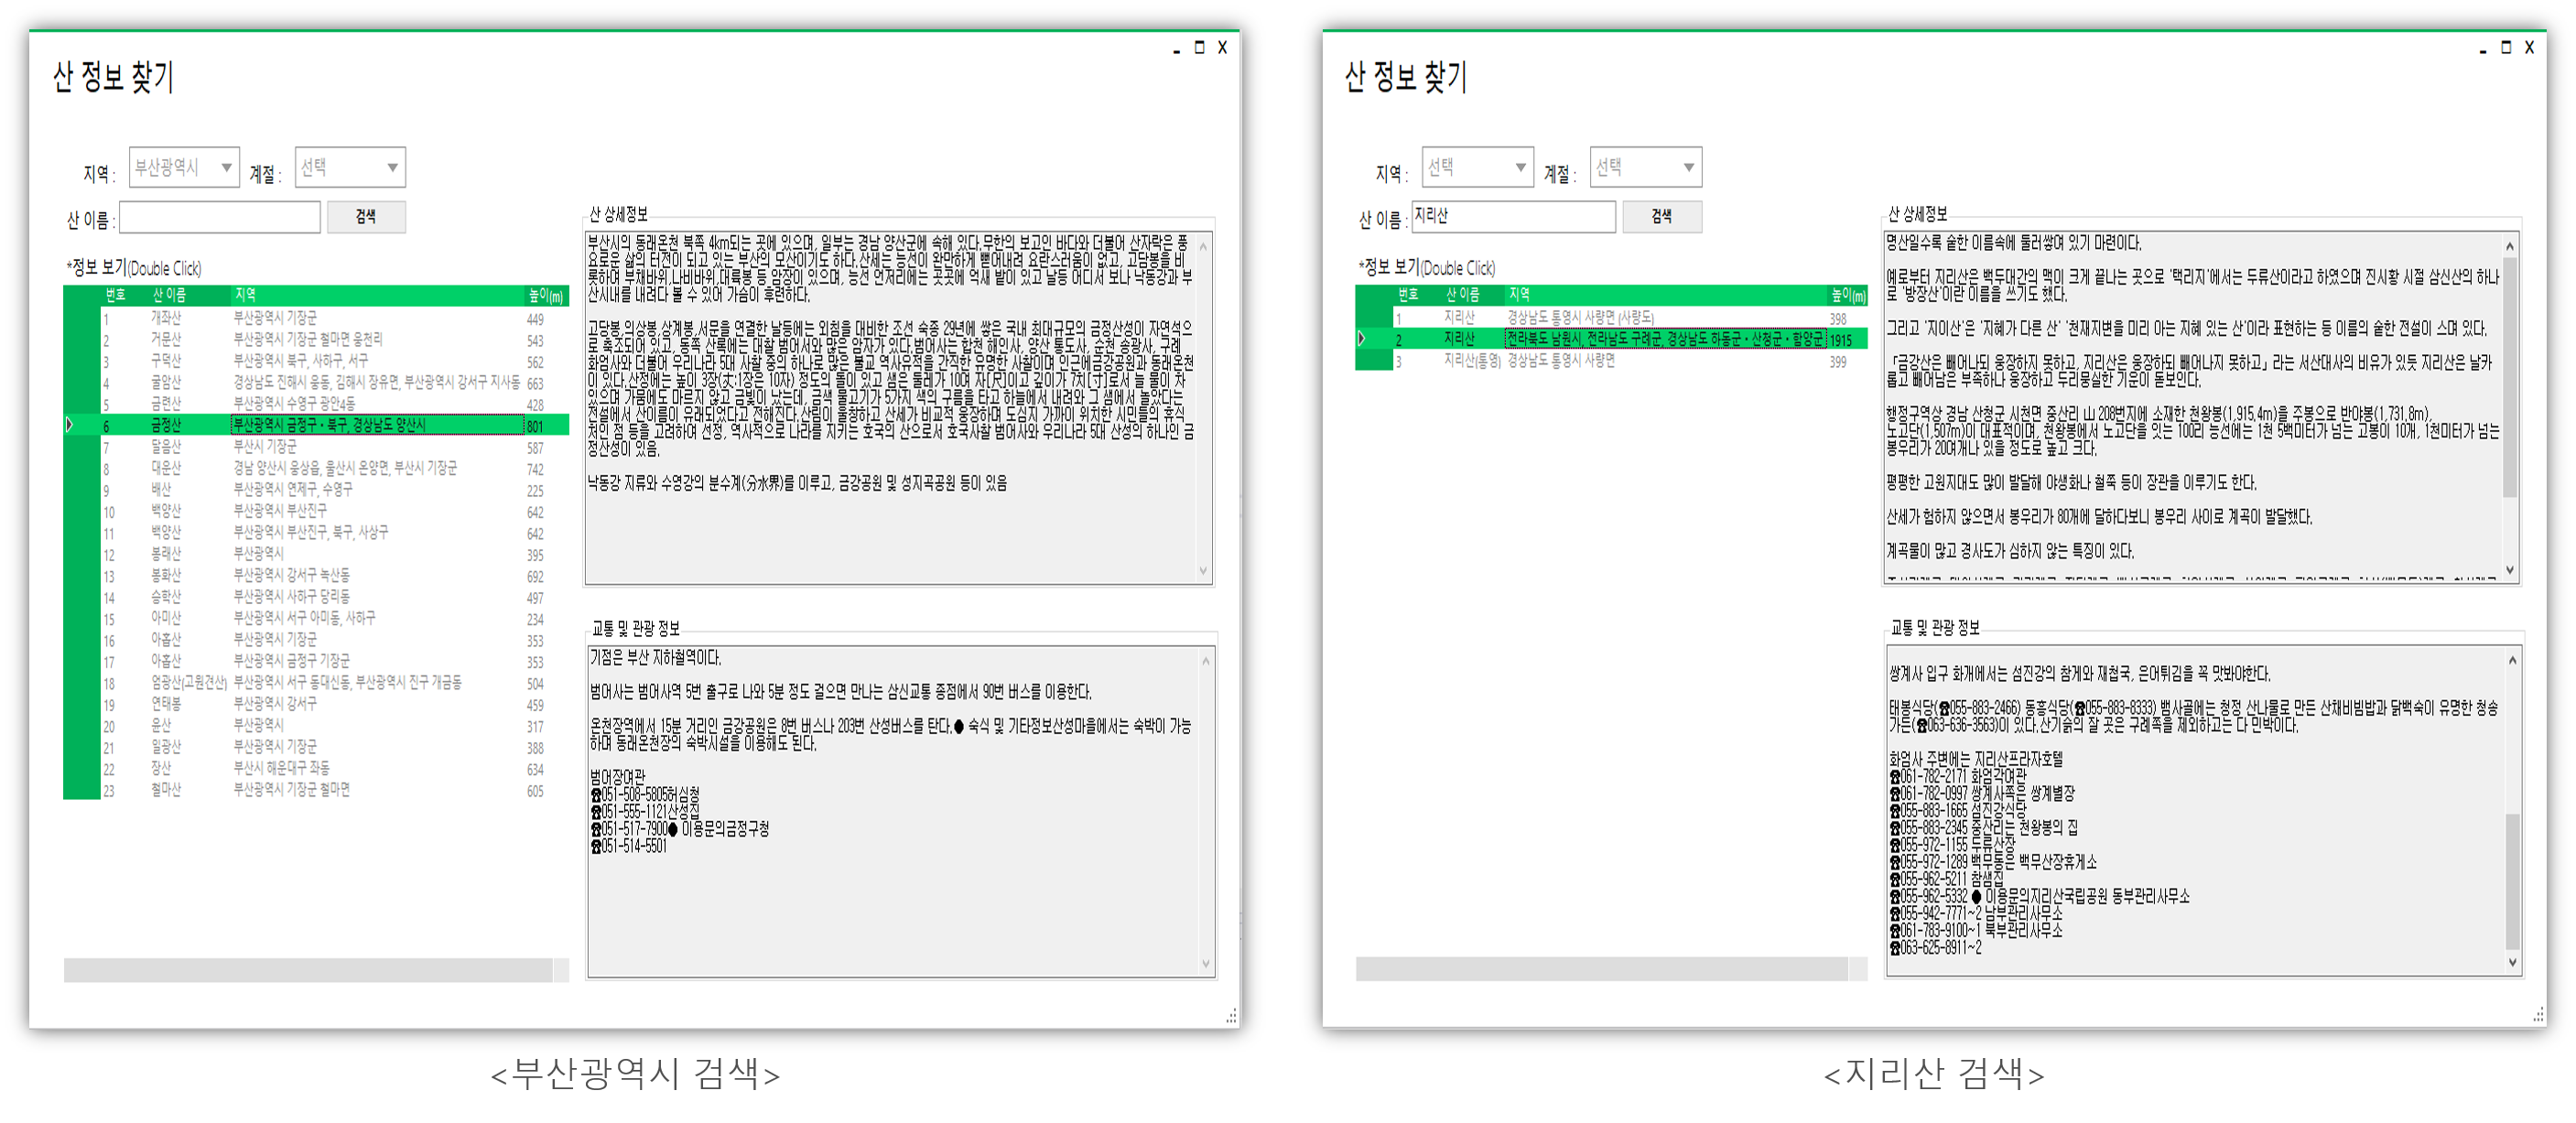 산 정보 찾기
지역 : 부산광역시 계절 : 선택
산 이름 : 검색
*정보 보기(Double Click)
번호 산 이름 지역 높이(m)
1 개좌산 부산광역시 기장군 449
2 거문산 부산광역시 기장군 철마면 웅천리 543
3 구덕산 부산광역시 북구, 사하구, 서구 562
4 굴암산 경상남도 진해시 웅동, 김해시 장유면, 부산광역시 강서구 지사동 663
5 금련산 부산광역시 수영구 광안4동 428
6 금정산 부산광역시 금정구·북구, 경상남도 양산시 801
7 달음산 부산시 기장군 587
8 대운산 경남 양산시 웅상읍, 울산시 온양면, 부산시 기장군 742
9 배산 부산광역시 연제구, 수영구 225
10 백양산 부산광역시 부산진구 642
11 백양산 부산광역시 부산진구, 북구, 사상구 642
12 봉래산 부산광역시 395
13 봉화산 부산광역시 강서구 녹산동 692
14 승학산 부산광역시 사하구 당리동 497
15 아미산 부산광역시 서구 아미동, 사하구 234
16 아홉산 부산광역시 기장군 353
17 아홉산 부산광역시 금정구 기장군 353
18 엄광산(고원견산) 부산광역시 서구 동대신동, 부산광역시 진구 개금동 504
19 연태봉 부산광역시 강서구 459
20 윤산 부산광역시 317
21 일광산 부산광역시 기장군 388
22 장산 부산시 해운대구 좌동 634
23 철마산 부산광역시 기장군 철마면 605
산 상세정보
부산시의 동래온천 북쪽 4km되는 곳에 있으며, 일부는 경남 양산군에 속해 있다.무한의 보고인 바다와 더불어 산자락은 풍
요로운 삶의 터전이 되고 있는 부산의 모산이기도 하다.산세는 능선이 완만하게 뻗어내려 요란스러움이 없고, 고담봉을 비
롯하여 부채바위,나비바위,대륙봉 등 암장이 있으며, 능선 언저리에는 곳곳에 억새 밭이 있고 날등 어디서 보나 낙동강과 부
산시내를 내려다 볼 수 있어 가슴이 후련하다.
고당봉,의상봉,상계봉,서문을 연결한 날등에는 외침을 대비한 조선 숙종 29년에 쌓은 국내 최대규모의 금정산성이 자연석으
로 축조되어 있고, 동쪽 산록에는 대찰 범어서와 많은 암자가 있다.범어사는 합천 해인사, 양산 통도사, 순천 송광사, 구례
화엄사와 더불어 우리나라 5대 사찰 중의 하나로 많은 불교 역사유적을 간직한 유명한 사찰이며 인근에금강공원과 동래온천
이 있다.산정에는 높이 3장(丈:1장은 10자) 정도의 돌이 있고 샘은 둘레가 10여 자[尺]이고 깊이가 7치[寸]로서 늘 물이 차
있으며 가뭄에도 마르지 않고 금빛이 났는데, 금색 물고기가 5가지 색의 구름을 타고 하늘에서 내려와 그 샘에서 놀았다는
전설에서 산이름이 유래되었다고 전해진다.산림이 울창하고 산세가 비교적 웅장하며 도심지 가까이 위치한 시민들의 휴식
처인 점 등을 고려하여 선정, 역사적으로 나라를 지키는 호국의 산으로서 호국사찰 범어사와 우리나라 5대 산성의 하나인 금
정산성이 있음.
낙동강 지류와 수영강의 분수계(分水界)를 이루고, 금강공원 및 성지곡공원 등이 있음
교통 및 관광 정보
기점은 부산 지하철역이다.
범어사는 범어사역 5번 출구로 나와 5분 정도 걸으면 만나는 삼신교통 종점에서 90번 버스를 이용한다.
온천장역에서 15분 거리인 금강공원은 8번 버스나 203번 산성버스를 탄다.● 숙식 및 기타정보산성마을에서는 숙박이 가능
하며 동래온천장의 숙박시설을 이용해도 된다.
범어장여관
☎051-508-5805허심청
☎051-555-1121산성집
☎051-517-7900● 이용문의금정구청
☎051-514-5501
<부산광역시 검색>
산 정보 찾기
지역 : 선택 계절 : 선택
산 이름 : 지리산 검색
*정보 보기(Double Click)
번호 산 이름 지역 높이(m)
1 지리산 경상남도 통영시 사량면 (사량도) 398
2 지리산 전라북도 남원시, 전라남도 구례군, 경상남도 하동군·산청군·함양군 1915
3 지리산(통영) 경상남도 통영시 사량면 399
산 상세정보
명산일수록 숱한 이름속에 둘러쌓여 있기 마련이다.
예로부터 지리산은 백두대간의 맥이 크게 끝나는 곳으로 '택리지'에서는 두류산이라고 하였으며 진시황 시절 삼신산의 하나
로 '방장산'이란 이름을 쓰기도 했다.
그리고 '지이산'은 '지혜가 다른 산' '천재지변을 미리 아는 지혜 있는 산'이라 표현하는 등 이름의 숱한 전설이 스며 있다.
「금강산은 빼어나되 웅장하지 못하고, 지리산은 웅장하되 빼어나지 못하고」라는 서산대사의 비유가 있듯 지리산은 날카
롭고 빼어남은 부족하나 웅장하고 두리뭉실한 기운이 돋보인다.
행정구역상 경남 산청군 시천면 중산리 山 208번지에 소재한 천왕봉(1,915.4m)을 주봉으로 반야봉(1,731.8m),
노고단(1,507m)이 대표적이며, 천왕봉에서 노고단을 잇는 100리 능선에는 1천 5백미터가 넘는 고봉이 10개, 1천미터가 넘는
봉우리가 20여개나 있을 정도로 높고 크다.
평평한 고원지대도 많이 발달해 야생화나 철쭉 등이 장관을 이루기도 한다.
산세가 험하지 않으면서 봉우리가 80개에 달하다보니 봉우리 사이로 계곡이 발달했다.
계곡물이 많고 경사도가 심하지 않는 특징이 있다.
교통 및 관광 정보
쌍계사 입구 화개에서는 섬진강의 참게와 재첩국, 은어튀김을 꼭 맛봐야한다.
태봉식당(☎055-883-2466) 동흥식당(☎055-883-8333) 뱀사골에는 청정 산나물로 만든 산채비빔밥과 닭백숙이 유명한 청송
가든(☎063-636-3563)이 있다.산기슭의 잘 곳은 구례쪽을 제외하고는 다 민박이다.
화엄사 주변에는 지리산프라자호텔
☎061-782-2171 화엄각여관
☎061-782-0997 쌍계사쪽은 쌍계별장
☎055-883-1665 섬진강식당
☎055-883-2345 중산리는 천왕봉의 집
☎055-972-1155 두류산장
☎055-972-1289 백무동은 백무산장휴게소
☎055-962-5211 참샘집
☎055-962-5332 ● 이용문의지리산국립공원 동부관리사무소
☎055-942-7771~2 남부관리사무소
☎061-783-9100~1 북부관리사무소
☎063-625-8911~2
<지리산 검색>